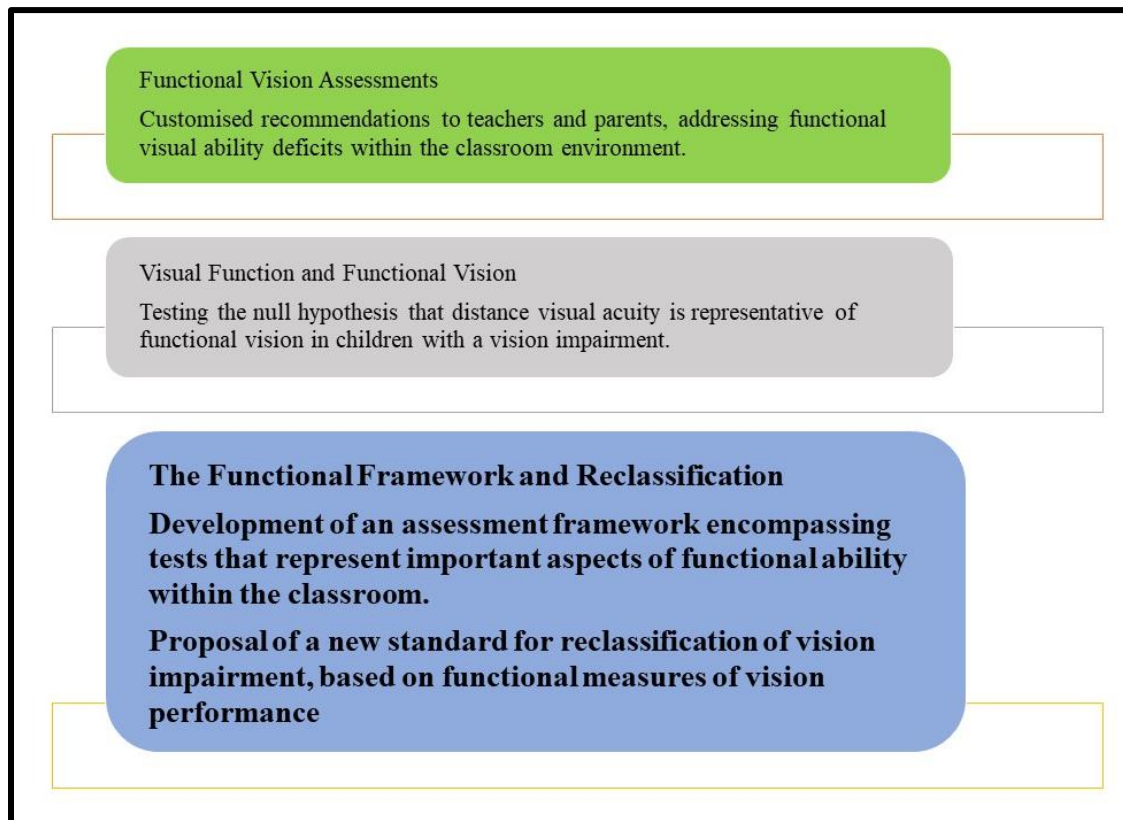 Functional Vision Assessments
Customised recommendations to teachers and parents, addressing functional
visual ability deficits within the classroom environment.
Visual Function and Functional Vision
Testing the null hypothesis that distance visual acuity is representative of
functional vision in children with a vision impairment.
The Functional Framework and Reclassification
Development of an assessment framework encompassing
tests that represent important aspects of functional ability
within the classroom.
Proposal of a new standard for reclassification of vision
impairment, based on functional measures of vision
performance